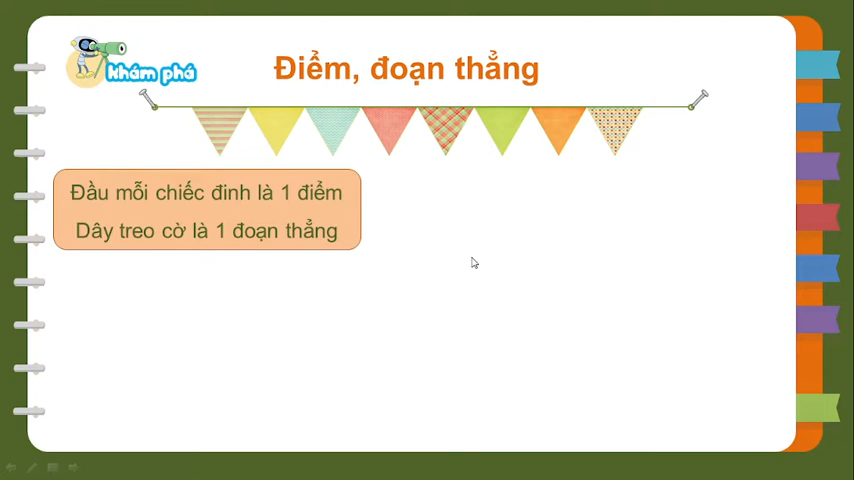 khám phá
Điểm, đoạn thẳng
Đầu mỗi chiếc đinh là 1 điểm
Dây treo cờ là 1 đoạn thẳng